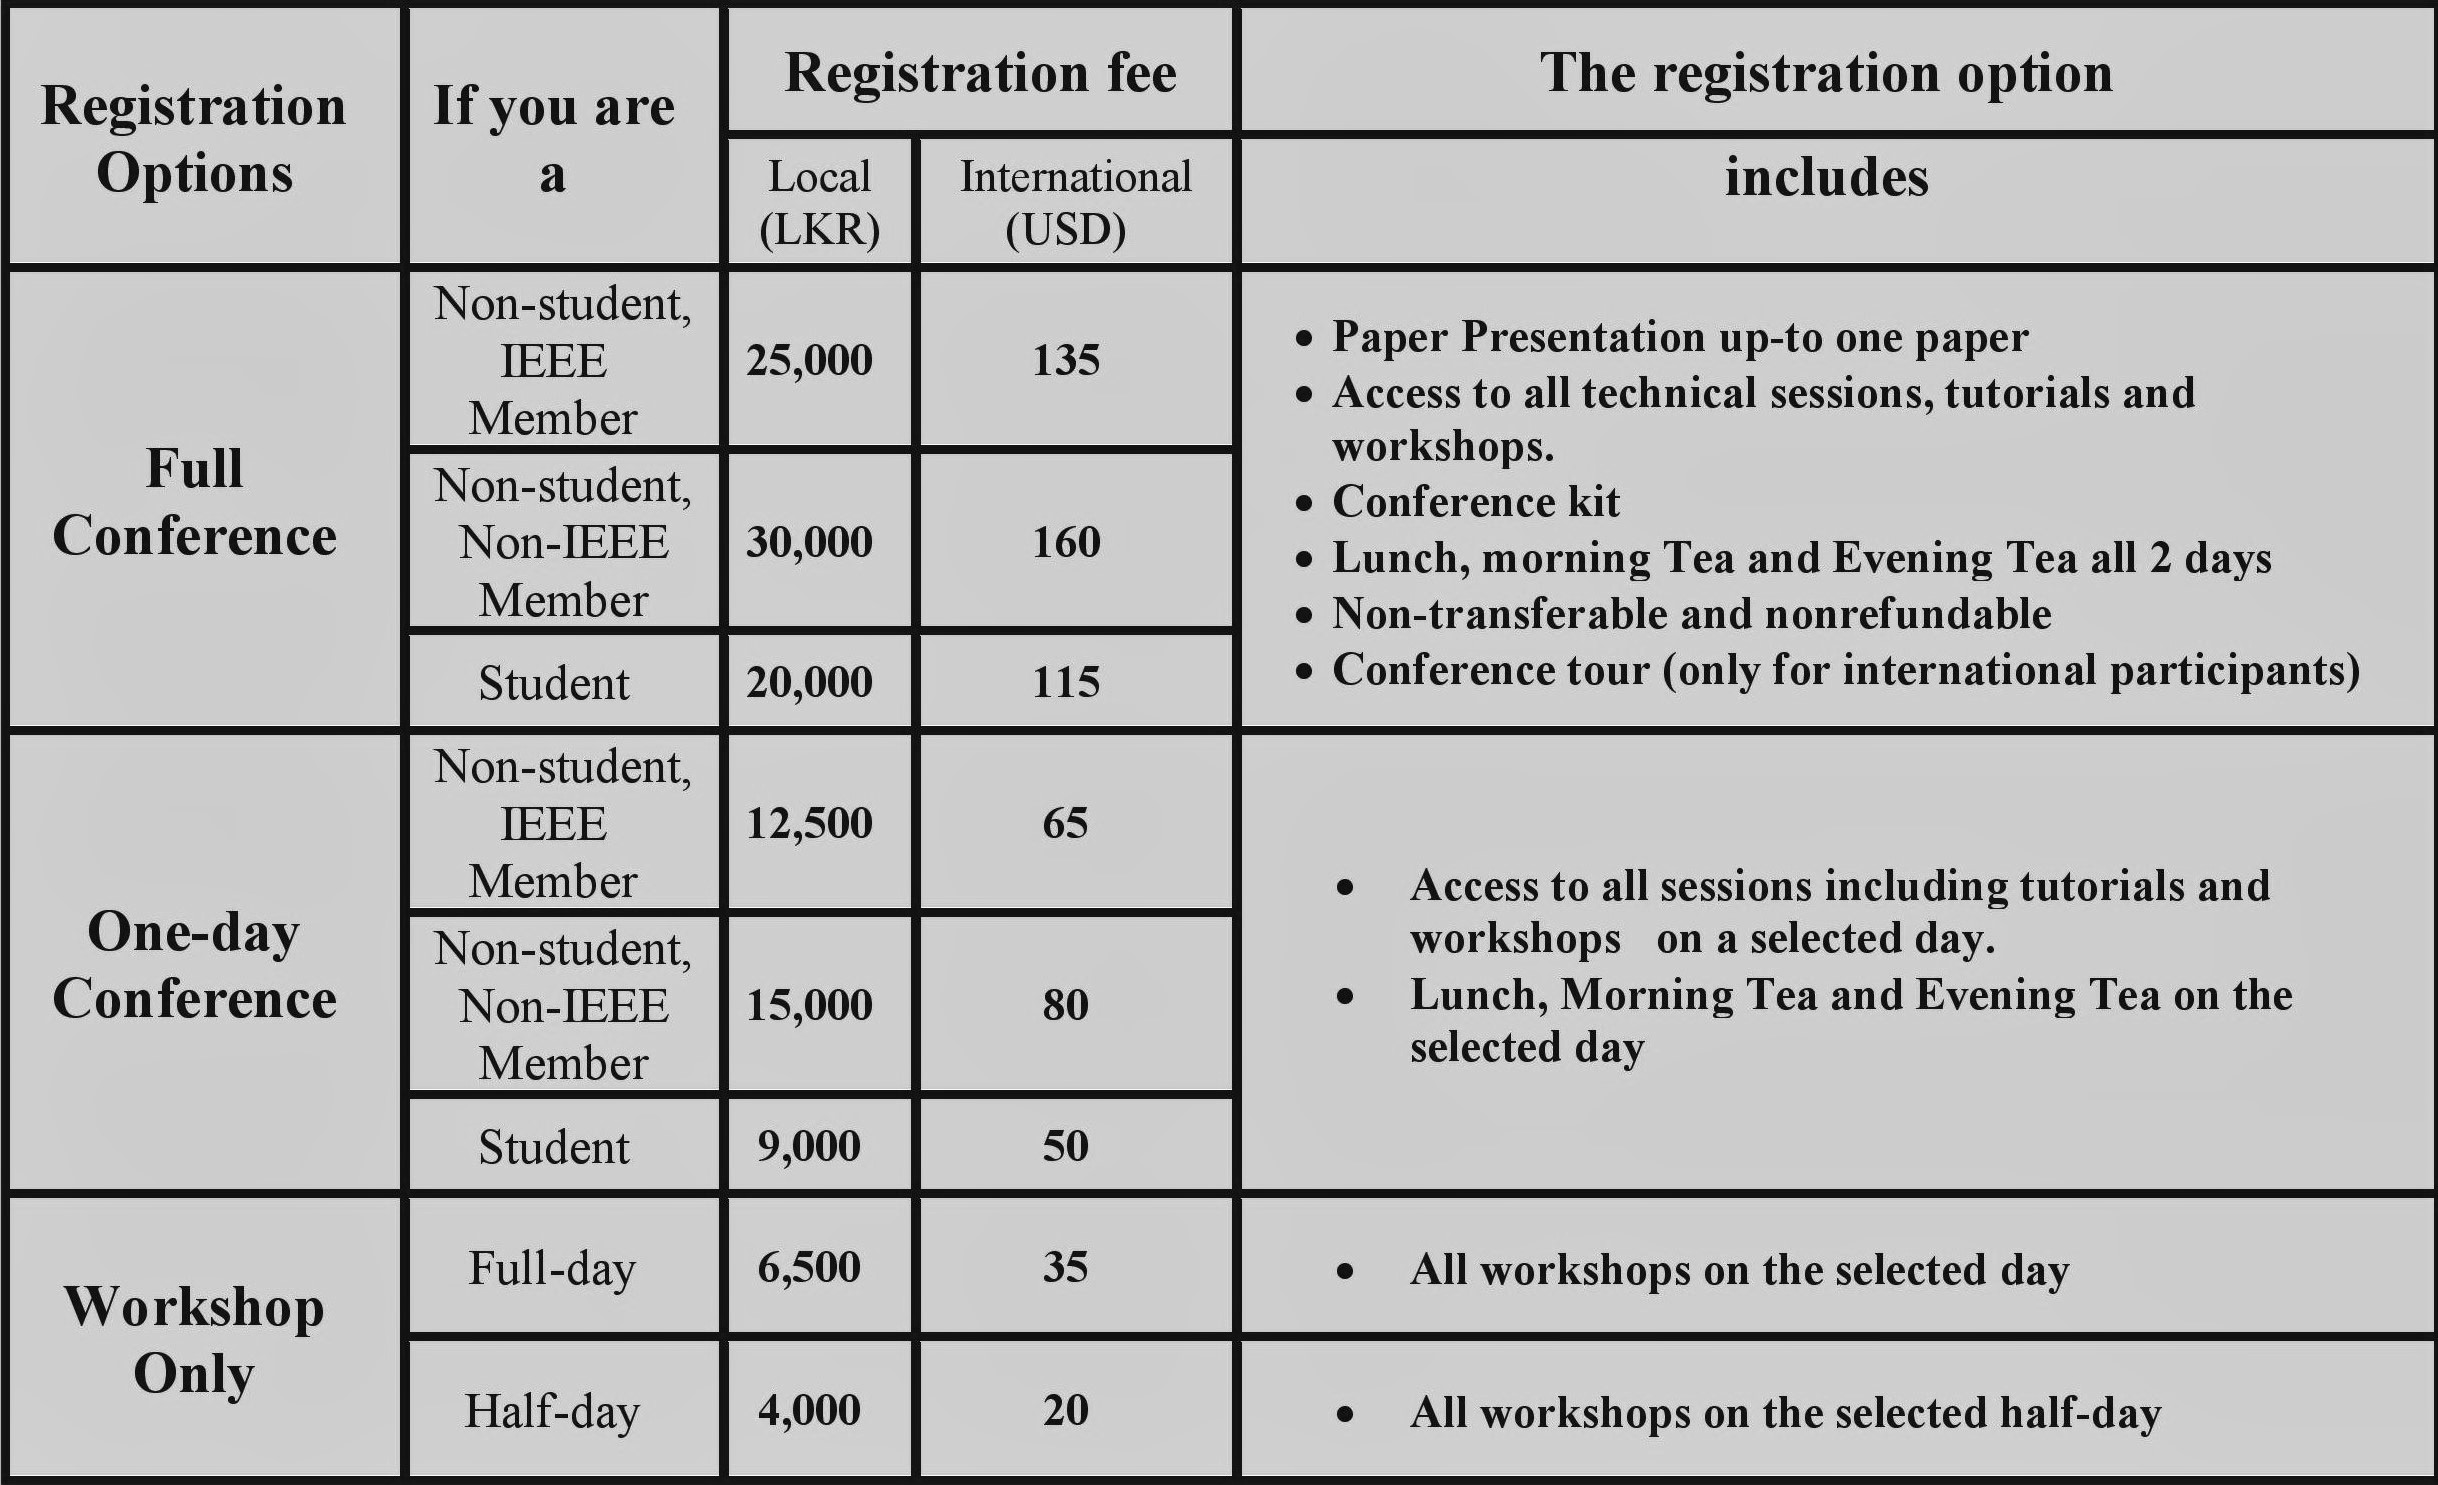 Registration
Options
If you are
a
Registration fee
The registration option
includes
Local
(LKR)
International
(USD)
Full
Conference
Non-student,
IEEE
Member
25,000
135
Non-student,
Non-IEEE
Member
30,000
160
Student
20,000
115
• Paper Presentation up-to one paper
• Access to all technical sessions, tutorials and
workshops.
• Conference kit
• Lunch, morning Tea and Evening Tea all 2 days
• Non-transferable and nonrefundable
• Conference tour (only for international participants)
One-day
Conference
Non-student,
IEEE
Member
12,500
65
Non-student,
Non-IEEE
Member
15,000
80
Student
9,000
50
• Access to all sessions including tutorials and
workshops on a selected day.
• Lunch, Morning Tea and Evening Tea on the
selected day
Workshop
Only
Full-day
6,500
35
• All workshops on the selected day
Half-day
4,000
20
• All workshops on the selected half-day